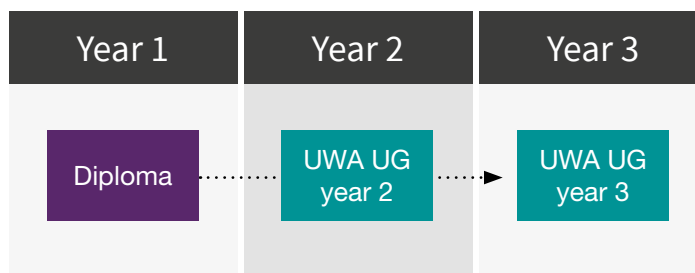 Year 1
Year 2
Year 3
Diploma
UWA UG
year 2
UWA UG
year 3